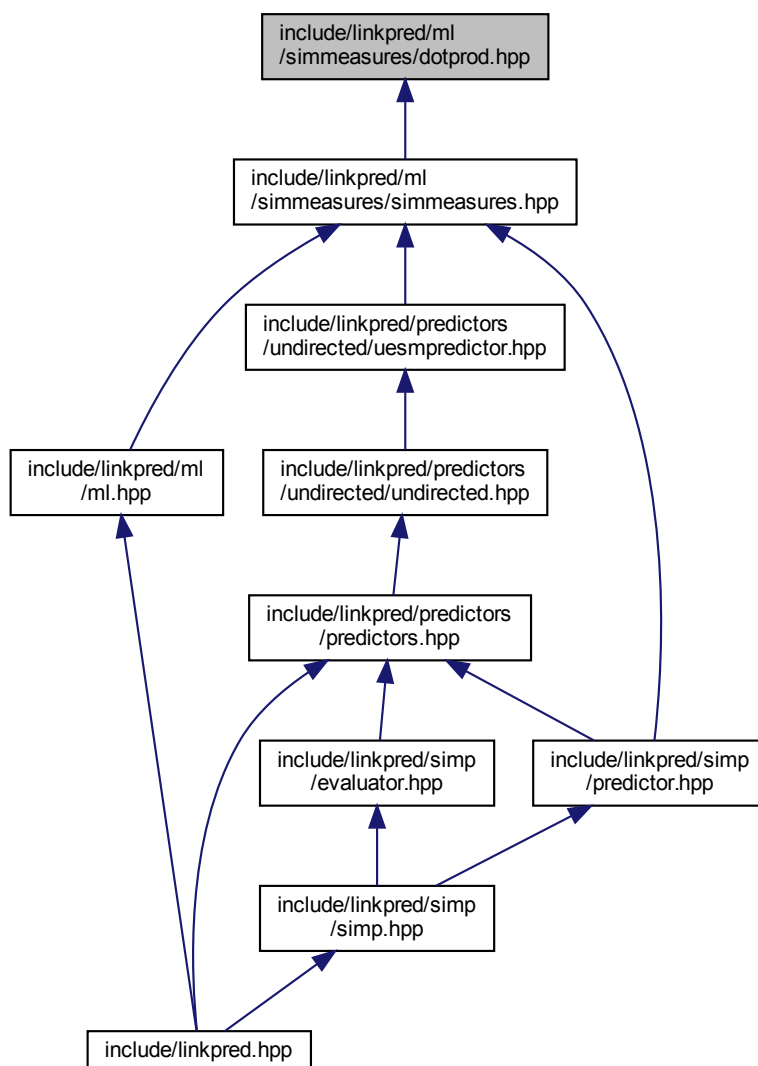 include/linkpred/ml
/simmeasures/dotprod.hpp
include/linkpred/ml
/simmeasures/simmeasures.hpp
include/linkpred/predictors
/undirected/uesmpredictor.hpp
include/linkpred/ml
/ml.hpp
include/linkpred/predictors
/undirected/undirected.hpp
include/linkpred/predictors
/predictors.hpp
include/linkpred/simp
/evaluator.hpp
include/linkpred/simp
/predictor.hpp
include/linkpred/simp
/simp.hpp
include/linkpred.hpp